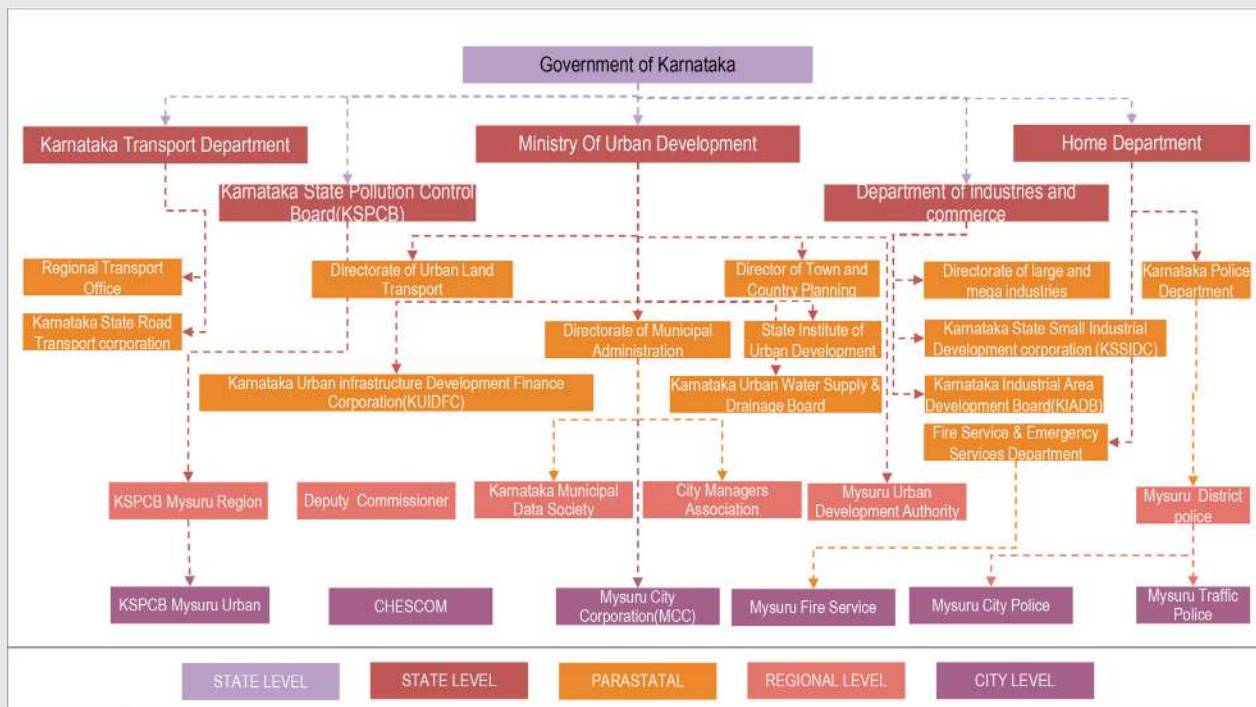 Government of Karnataka
Karnataka Transport Department
Ministry Of Urban Development
Home Department
Karnataka State Pollution Control
Board(KSPCB)
Department of industries and
commerce
Regional Transport
Office
Directorate of Urban Land
Transport
Director of Town and
Country Planning
Directorate of large and
mega industries
Karnataka Police
Department
Karnataka State Road
Transport corporation
Directorate of Municipal
Administration
State Institute of
Urban Development
Karnataka State Small Industrial
Development corporation (KSSIDC)
Karnataka Urban infrastructure Development Finance
Corporation(KUIDFC)
Karnataka Urban Water Supply &
Drainage Board
Karnataka Industrial Area
Development Board(KIADB)
Fire Service & Emergency
Services Department
KSPCB Mysuru Region
Deputy Commissioner
Karnataka Municipal
Data Society
City Managers
Association
Mysuru Urban
Development Authority
Mysuru District
police
KSPCB Mysuru Urban
CHESCOM
Mysuru City
Corporation(MCC)
Mysuru Fire Service
Mysuru City Police
Mysuru Traffic
Police
STATE LEVEL
STATE LEVEL
PARASTATAL
REGIONAL LEVEL
CITY LEVEL